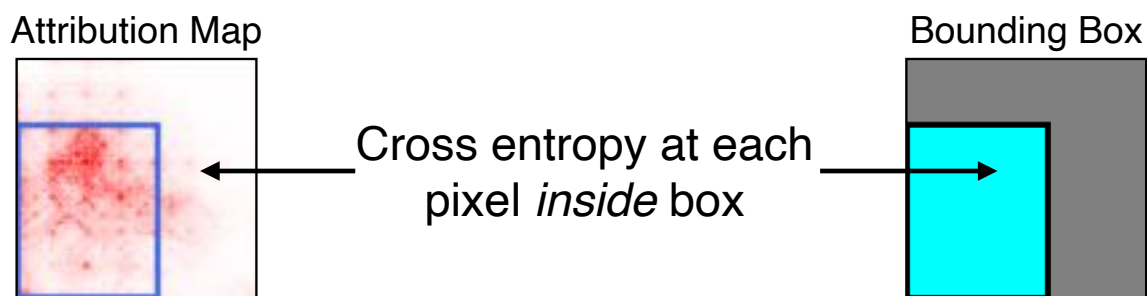 Attribution Map
Bounding Box
Cross entropy at each
pixel inside box